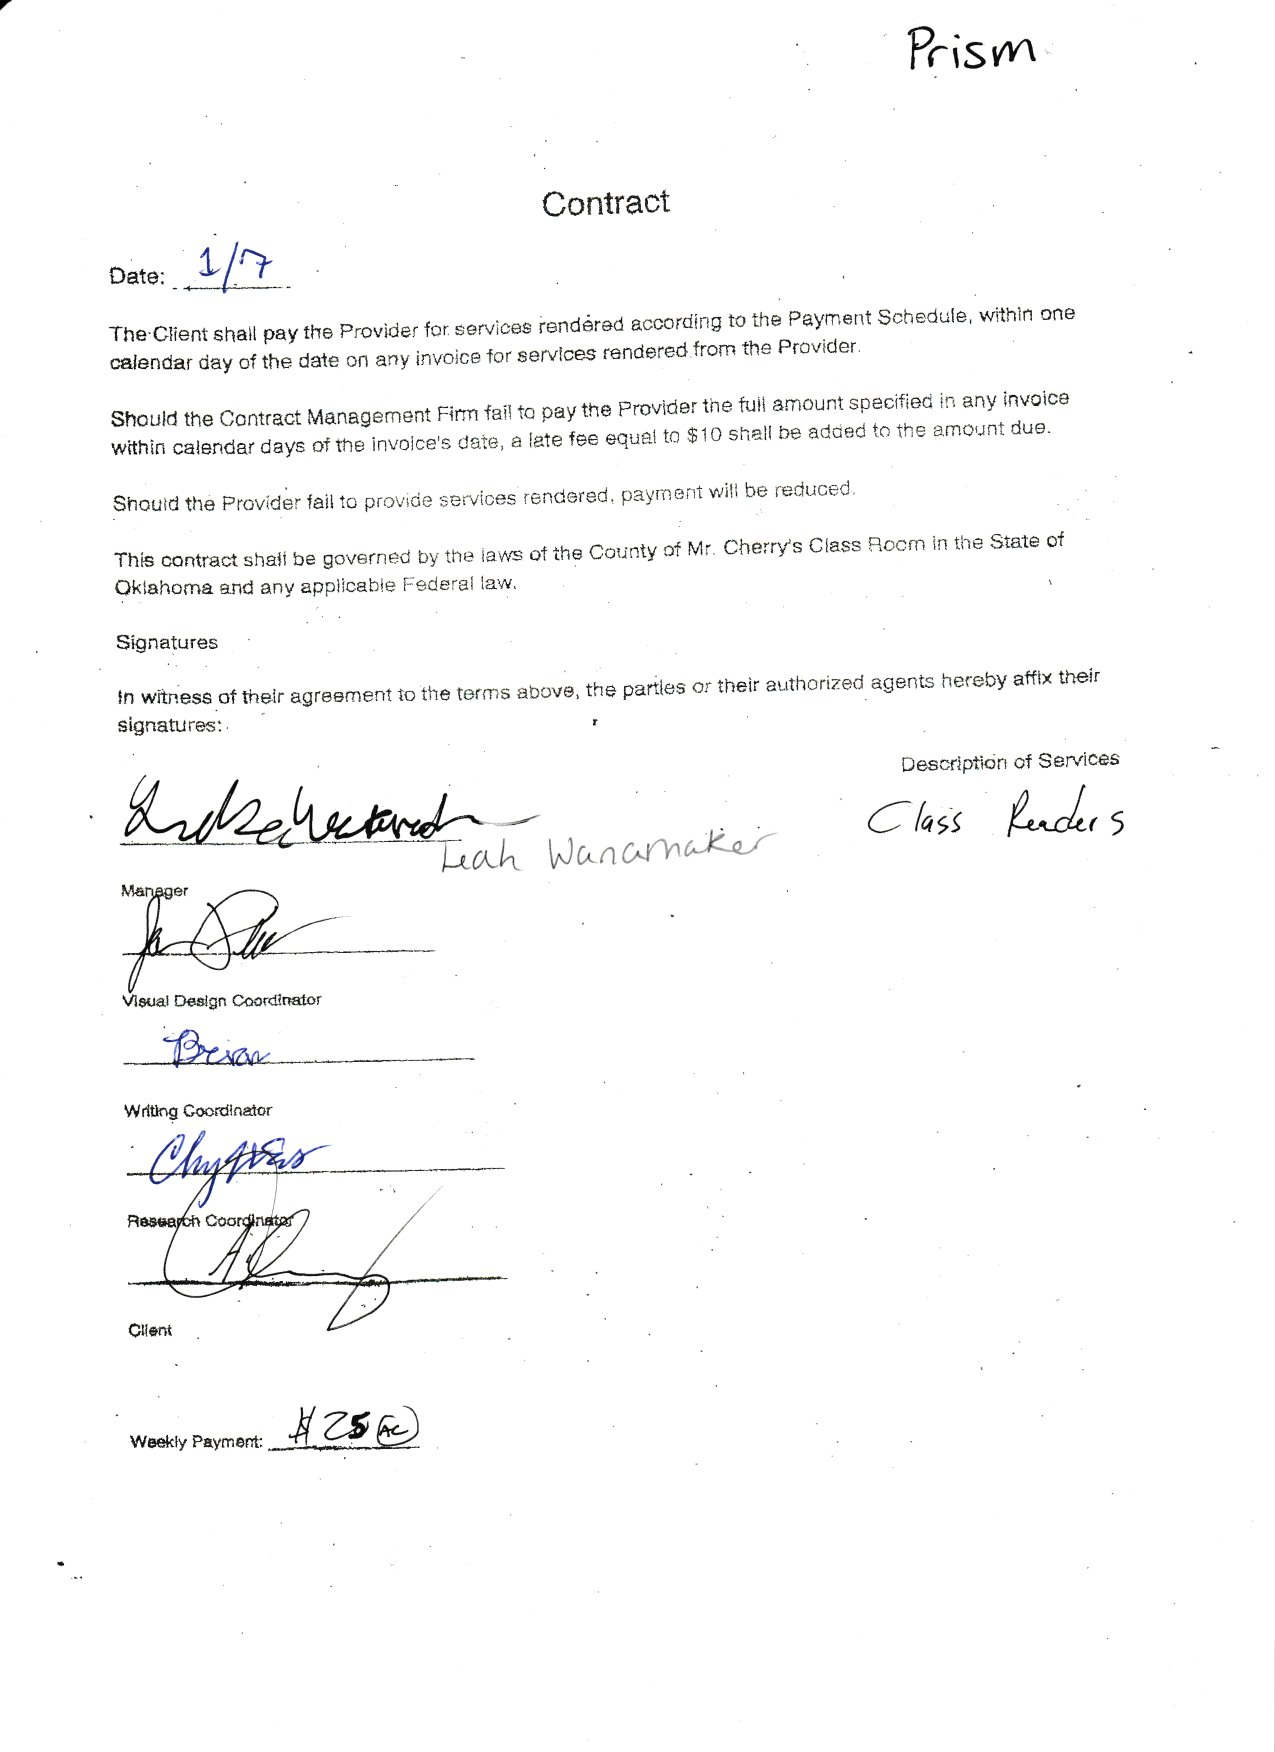 Prism
Contract
Date: 1/7
The Client shall pay the Provider for services rendered according to the Payment Schedule, within one
calendar day of the date on any invoice for services rendered from the Provider.
Should the Contract Management Firm fail to pay the Provider the full amount specified in any invoice
within calendar days of the invoice's date, a late fee equal to $10 shall be added to the amount due.
Should the Provider fail to provide services rendered, payment will be reduced.
This contract shall be governed by the laws of the County of Mr. Cherry's Class Room in the State of
Oklahoma and any applicable Federal law.
Signatures
In witness of their agreement to the terms above, the parties or their authorized agents hereby affix their
signatures:
Description of Services
Class Readers
Leah Wanamaker
Manager
Visual Design Coordinator
Brian
Writing Coordinator
Research Coordinator
Client
Weekly Payment: $25 AC